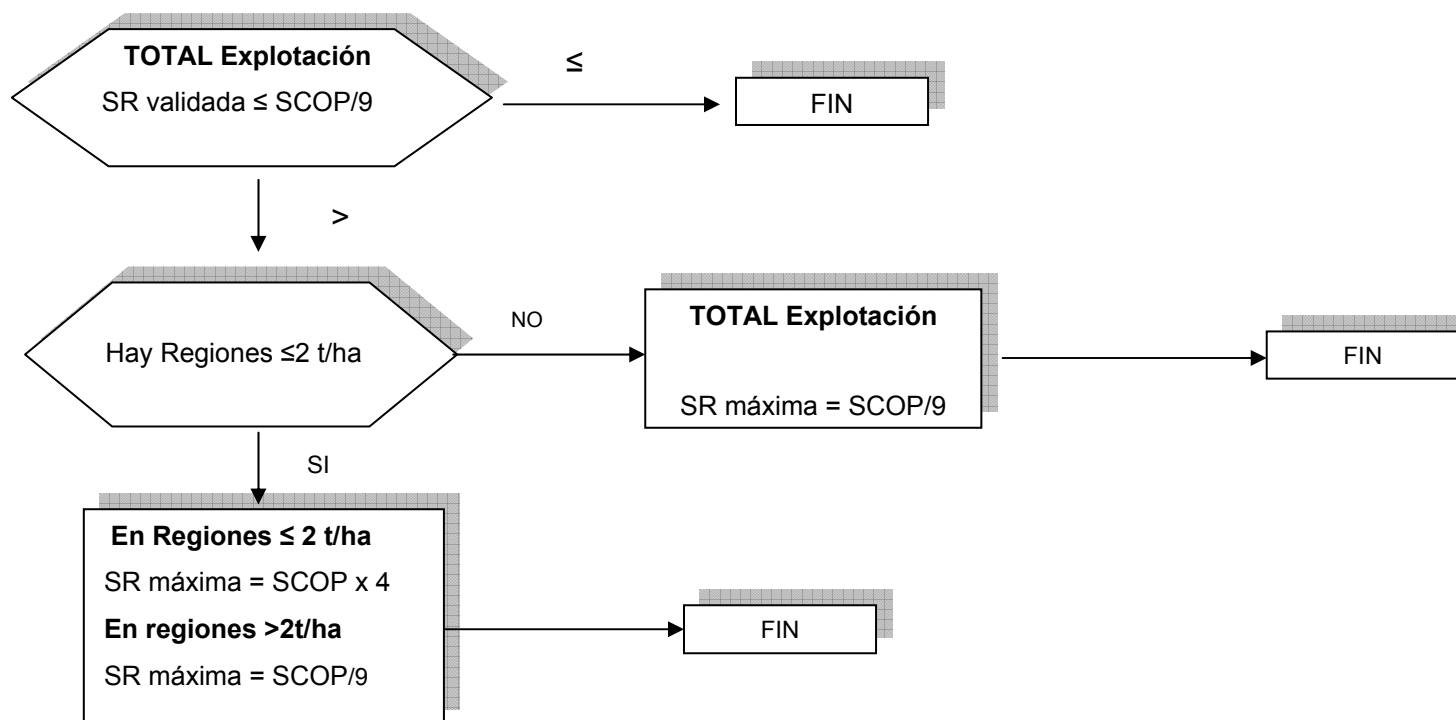 TOTAL Explotación
SR validada ≤ SCOP/9
≤
FIN
>
Hay Regiones ≤2 t/ha
NO
TOTAL Explotación
SR máxima = SCOP/9
FIN
SI
En Regiones ≤ 2 t/ha
SR máxima = SCOP x 4
En regiones >2t/ha
SR máxima = SCOP/9
FIN